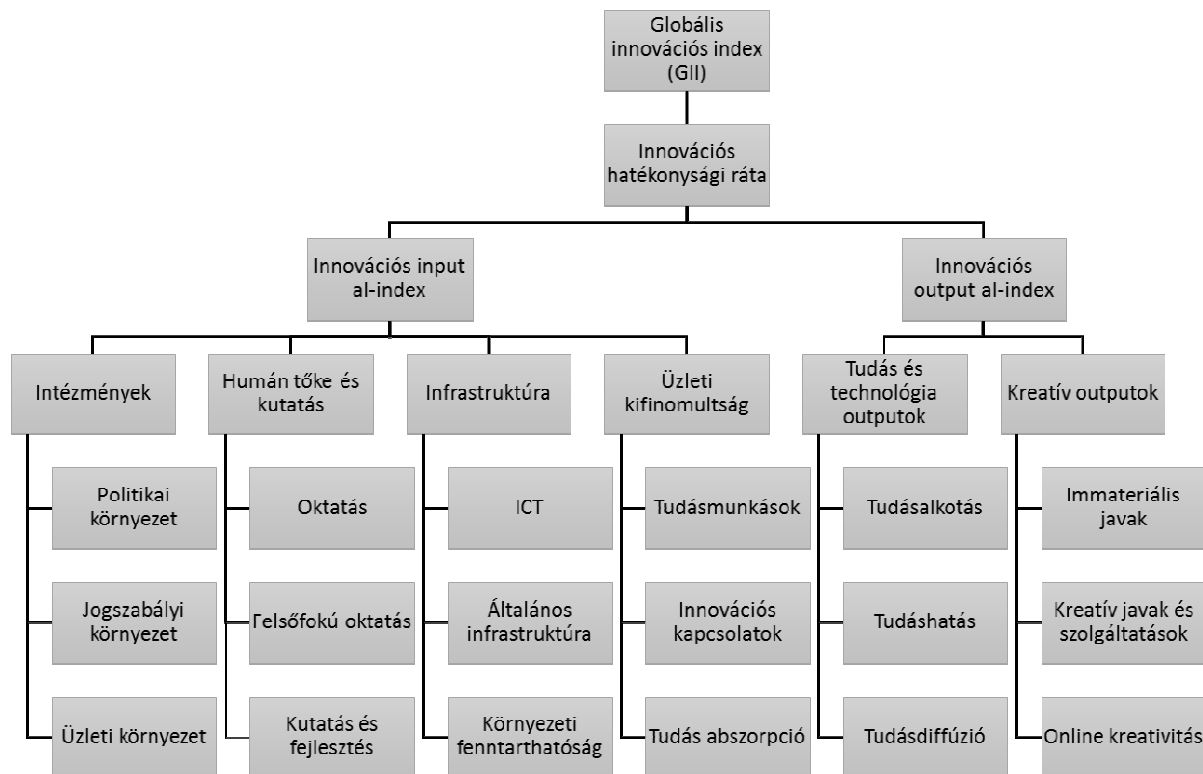 Globális
innovációs index
(GII)
Innovációs
hatékonysági ráta
Innovációs input
al-index
Innovációs
output al-index
Intézmények
Humán tőke és
kutatás
Infrastruktúra
Üzleti
kifinomultság
Tudás és
technológia
outputok
Kreatív outputok
Politikai
környezet
Oktatás
ICT
Tudásmunkások
Tudásalkotás
Immateriális
javak
Jogszabályi
környezet
Felsőfokú oktatás
Általános
infrastruktúra
Innovációs
kapcsolatok
Tudáshatás
Kreatív javak és
szolgáltatások
Üzleti környezet
Kutatás és
fejlesztés
Környezeti
fenntarthatóság
Tudás abszorpció
Tudásdiffúzió
Online kreativitás